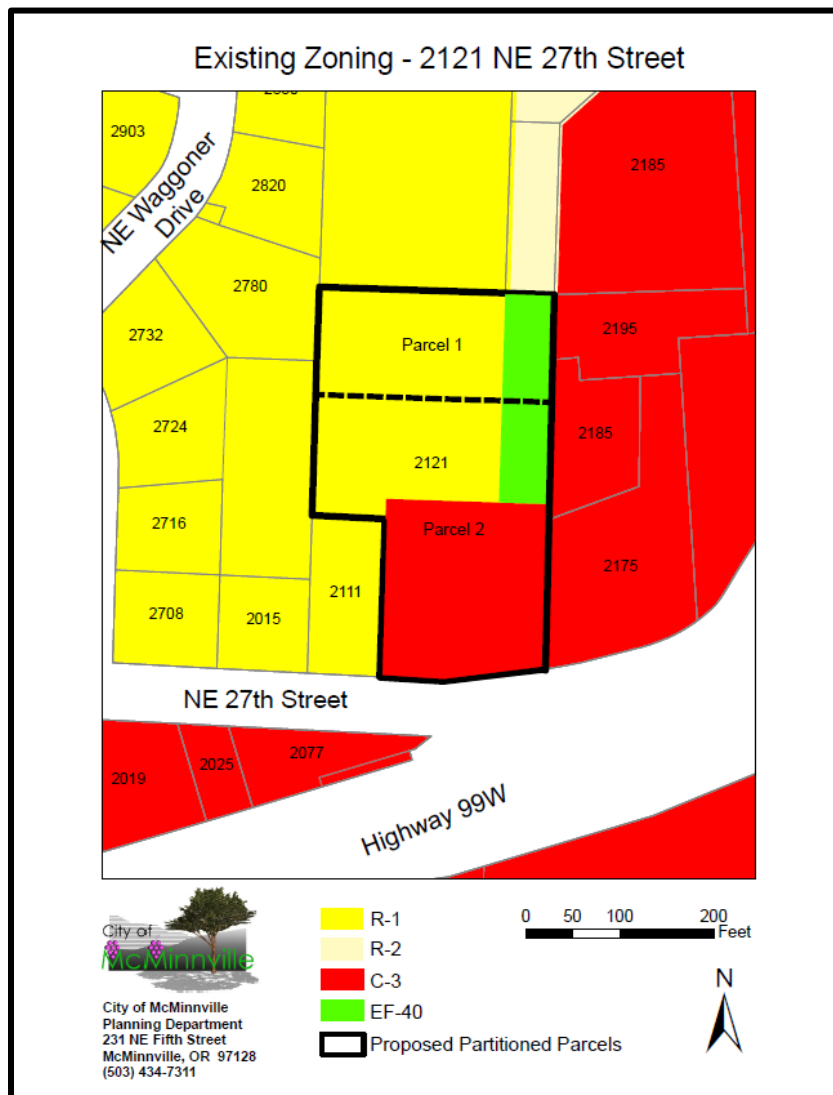 Existing Zoning - 2121 NE 27th Street
2903
2820
2185
NE Waggoner
Drive
2780
2195
2732
Parcel 1
2724
2185
2121
2716
Parcel 2
2175
2111
2708
2015
NE 27th Street
2077
2025
2019
Highway 99W
City of
McMinnville
City of McMinnville
Planning Department
231 NE Fifth Street
McMinnville, OR 97128
(503) 434-7311
R-1
R-2
C-3
EF-40
Proposed Partitioned Parcels
0 50 100 200
Feet
N